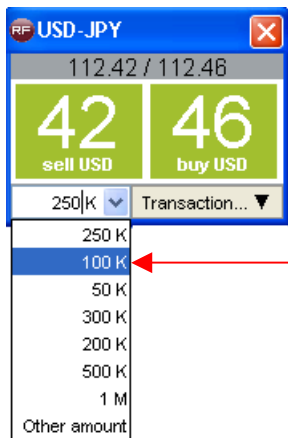 RF USD-JPY
112.42 / 112.46
42 46
sell USD buy USD
250 K Transaction... ▼
250 K
100 K
50 K
300 K
200 K
500 K
1 M
Other amount